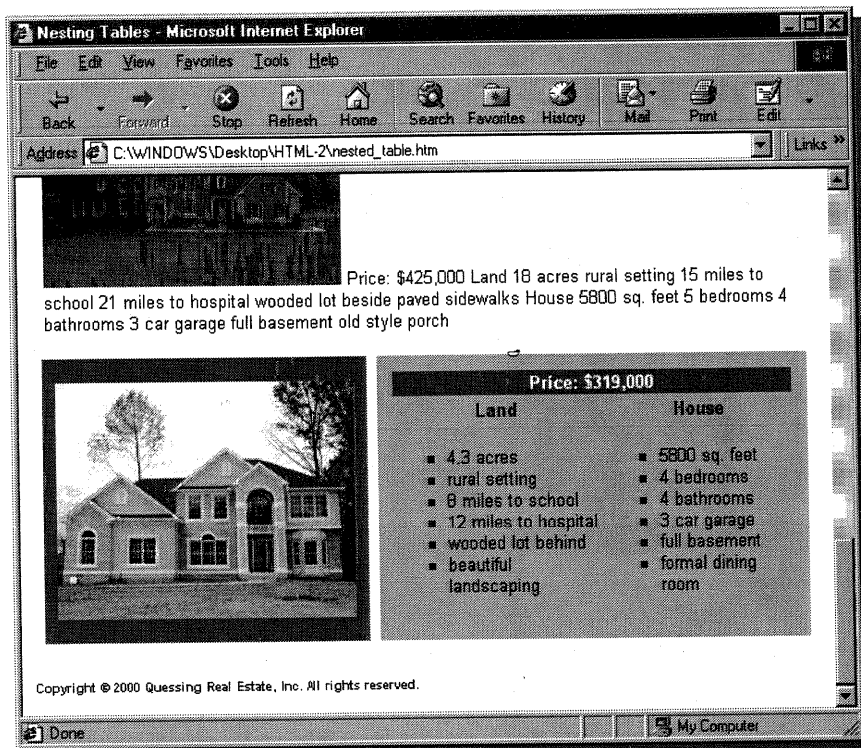 Nesting Tables - Microsoft Internet Explorer
File Edit View Favorites Tools Help
Back Forward Stop Refresh Home Search Favorites History Mail Print Edit
Address C:\WINDOWS\Desktop\HTML-2\nested_table.htm Links »
Price: $425,000 Land 18 acres rural setting 15 miles to
school 21 miles to hospital wooded lot beside paved sidewalks House 5800 sq. feet 5 bedrooms 4
bathrooms 3 car garage full basement old style porch
Price: $319,000
Land House
4.3 acres
rural setting
8 miles to school
12 miles to hospital
wooded lot behind
beautiful
landscaping
5800 sq. feet
4 bedrooms
4 bathrooms
3 car garage
full basement
formal dining
room
Copyright © 2000 Quessing Real Estate, Inc. All rights reserved.
Done My Computer